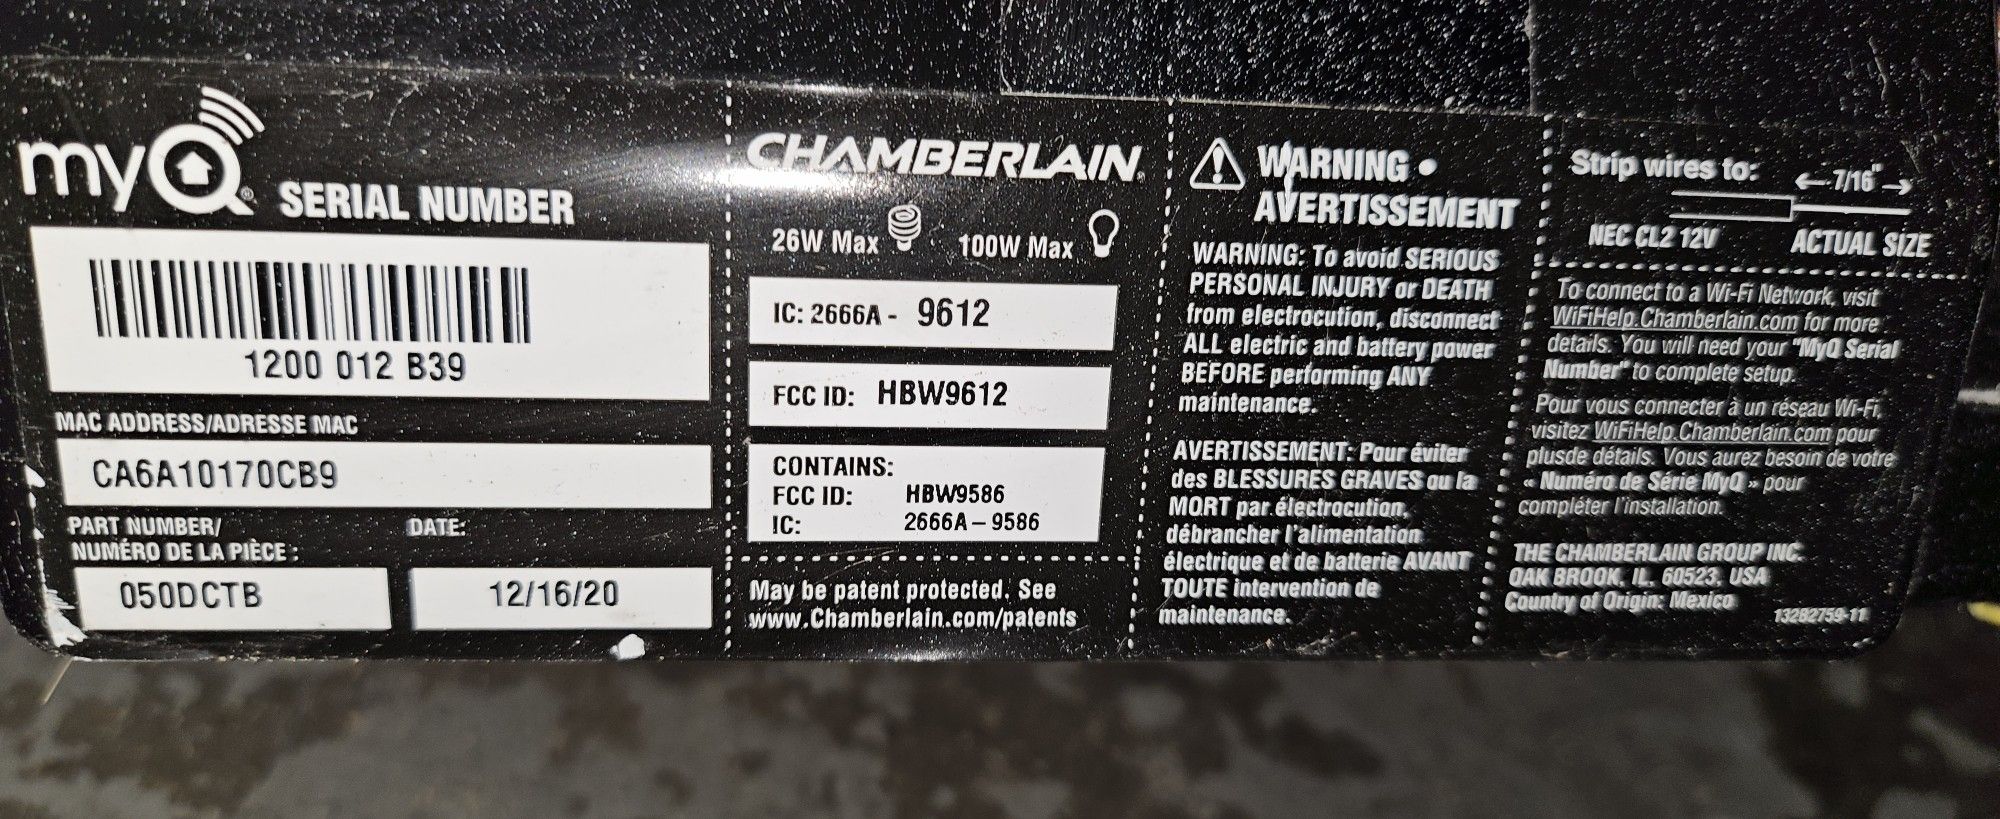 myQ
SERIAL NUMBER
1200 012 B39
MAC ADDRESS/ADRESSE MAC
CA6A10170CB9
PART NUMBER/
NUMÉRO DE LA PIÈCE :
050DCTB
DATE:
12/16/20
CHAMBERLAIN
26W Max
100W Max
IC: 2666A - 9612
FCC ID: HBW9612
CONTAINS:
FCC ID: HBW9586
IC: 2666A-9586
May be patent protected. See
www.Chamberlain.com/patents
WARNING •
AVERTISSEMENT
WARNING: To avoid SERIOUS
PERSONAL INJURY or DEATH
from electrocution, disconnect
ALL electric and battery power
BEFORE performing ANY
maintenance.
AVERTISSEMENT: Pour éviter
des BLESSURES GRAVES ou la
MORT par électrocution,
débrancher l'alimentation
électrique et de batterie AVANT
TOUTE intervention de
maintenance.
Strip wires to: 7/16"
NEC CL2 12V ACTUAL SIZE
To connect to a Wi-Fi Network, visit
WiFiHelp.Chamberlain.com for more
details. You will need your "MyQ Serial
Number" to complete setup.
Pour vous connecter à un réseau Wi-Fi,
visitez WiFiHelp.Chamberlain.com pour
plusde détails. Vous aurez besoin de votre
« Numéro de Série MyQ » pour
compléter l'installation.
THE CHAMBERLAIN GROUP INC.
OAK BROOK, IL, 60523, USA
Country of Origin: Mexico
13282759-11